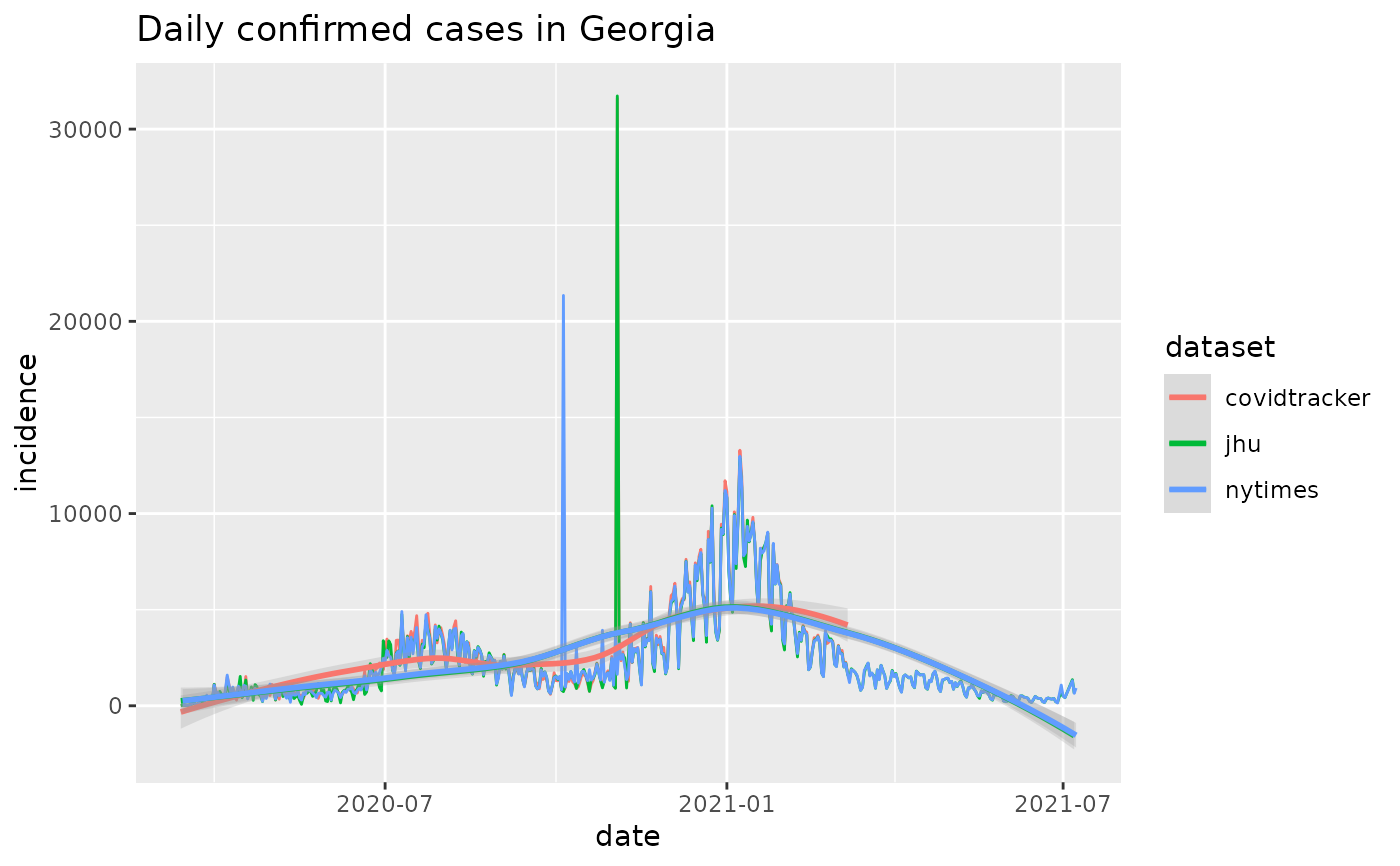 Daily confirmed cases in Georgia
incidence
30000
20000
10000
0
2020-07
2021-01
2021-07
date
dataset
covidtracker
jhu
nytimes